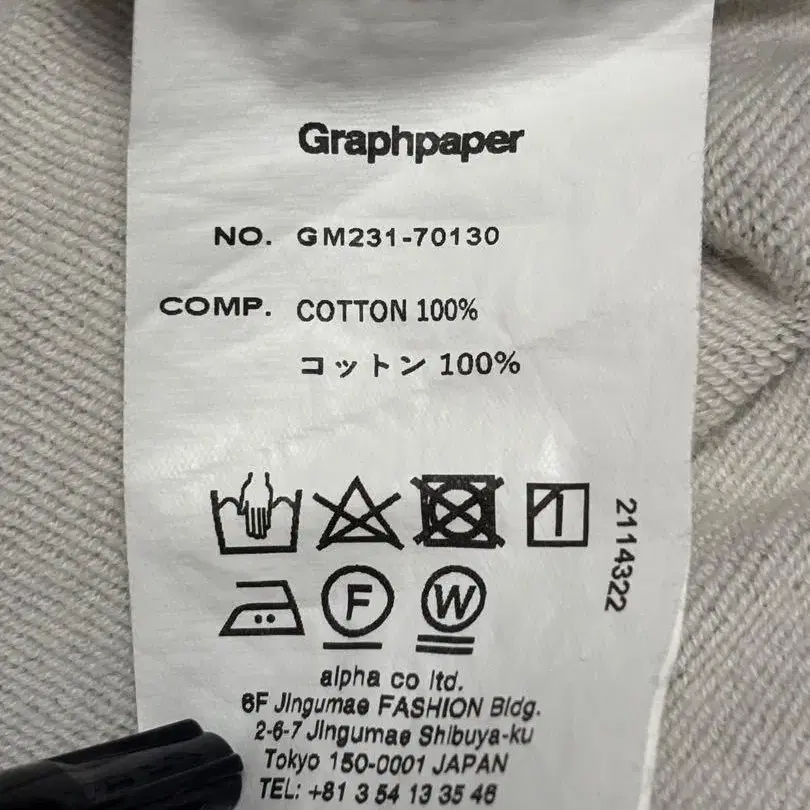 Graphpaper
NO. GM231-70130
COMP. COTTON 100%
コットン 100%
2114322
F W
alpha co ltd.
6F Jingumae FASHION Bldg.
2-6-7 Jingumae Shibuya-ku
Tokyo 150-0001 JAPAN
TEL: +81 3 54 13 35 46